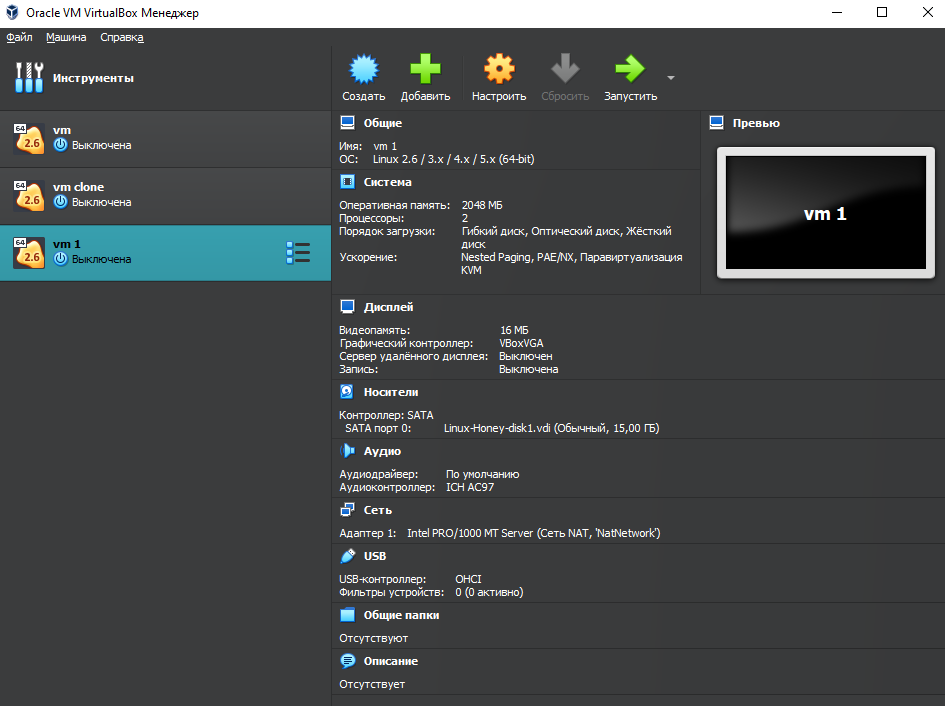 Oracle VM VirtualBox Менеджер
Файл Машина Справка
Инструменты
64
2.6
vm
Выключена
64
2.6
vm clone
Выключена
64
2.6
vm 1
Выключена
Создать Добавить Настроить Сбросить Запустить
Общие
Имя: vm 1
ОС: Linux 2.6 / 3.x / 4.x / 5.x (64-bit)
Система
Оперативная память: 2048 МБ
Процессоры: 2
Порядок загрузки: Гибкий диск, Оптический диск, Жёсткий
диск
Ускорение: Nested Paging, PAE/NX, Паравиртуализация
KVM
Превью
vm 1
Дисплей
Видеопамять: 16 МБ
Графический контроллер: VBoxVGA
Сервер удалённого дисплея: Выключен
Запись: Выключена
Носители
Контроллер: SATA
SATA порт 0: Linux-Honey-disk1.vdi (Обычный, 15,00 ГБ)
Аудио
Аудиодрайвер: По умолчанию
Аудиоконтроллер: ICH AC97
Сеть
Адаптер 1: Intel PRO/1000 MT Server (Сеть NAT, 'NatNetwork')
USB
USB-контроллер: OHCI
Фильтры устройств: 0 (0 активно)
Общие папки
Отсутствуют
Описание
Отсутствует